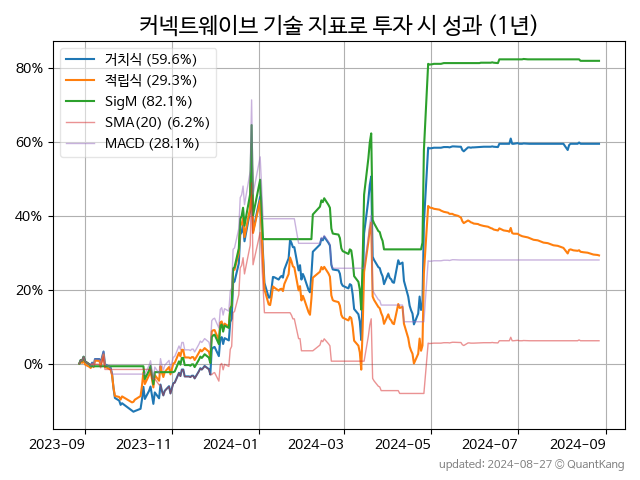 커넥트웨이브 기술 지표로 투자 시 성과 (1년)
거치식 (59.6%)
적립식 (29.3%)
SigM (82.1%)
SMA(20) (6.2%)
MACD (28.1%)
80%
60%
40%
20%
0%
2023-09 2023-11 2024-01 2024-03 2024-05 2024-07 2024-09
updated: 2024-08-27 © QuantKang